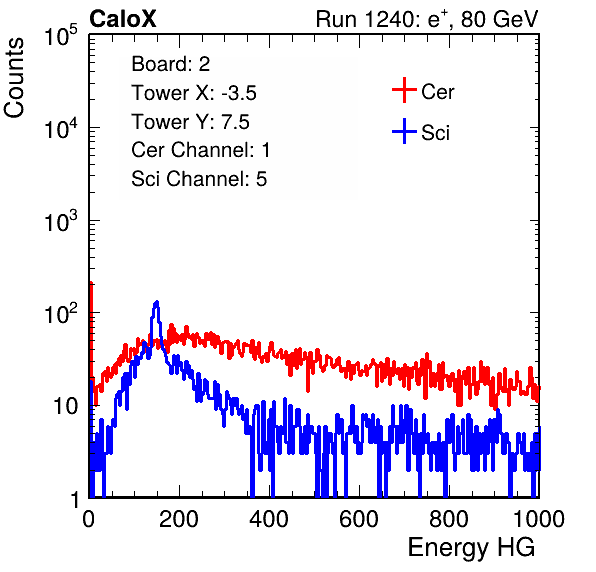 CaloX Run 1240: e⁺, 80 GeV
Counts
Board: 2
Tower X: -3.5
Tower Y: 7.5
Cer Channel: 1
Sci Channel: 5
Cer
Sci
10⁵
10⁴
10³
10²
10
1
0 200 400 600 800 1000
Energy HG